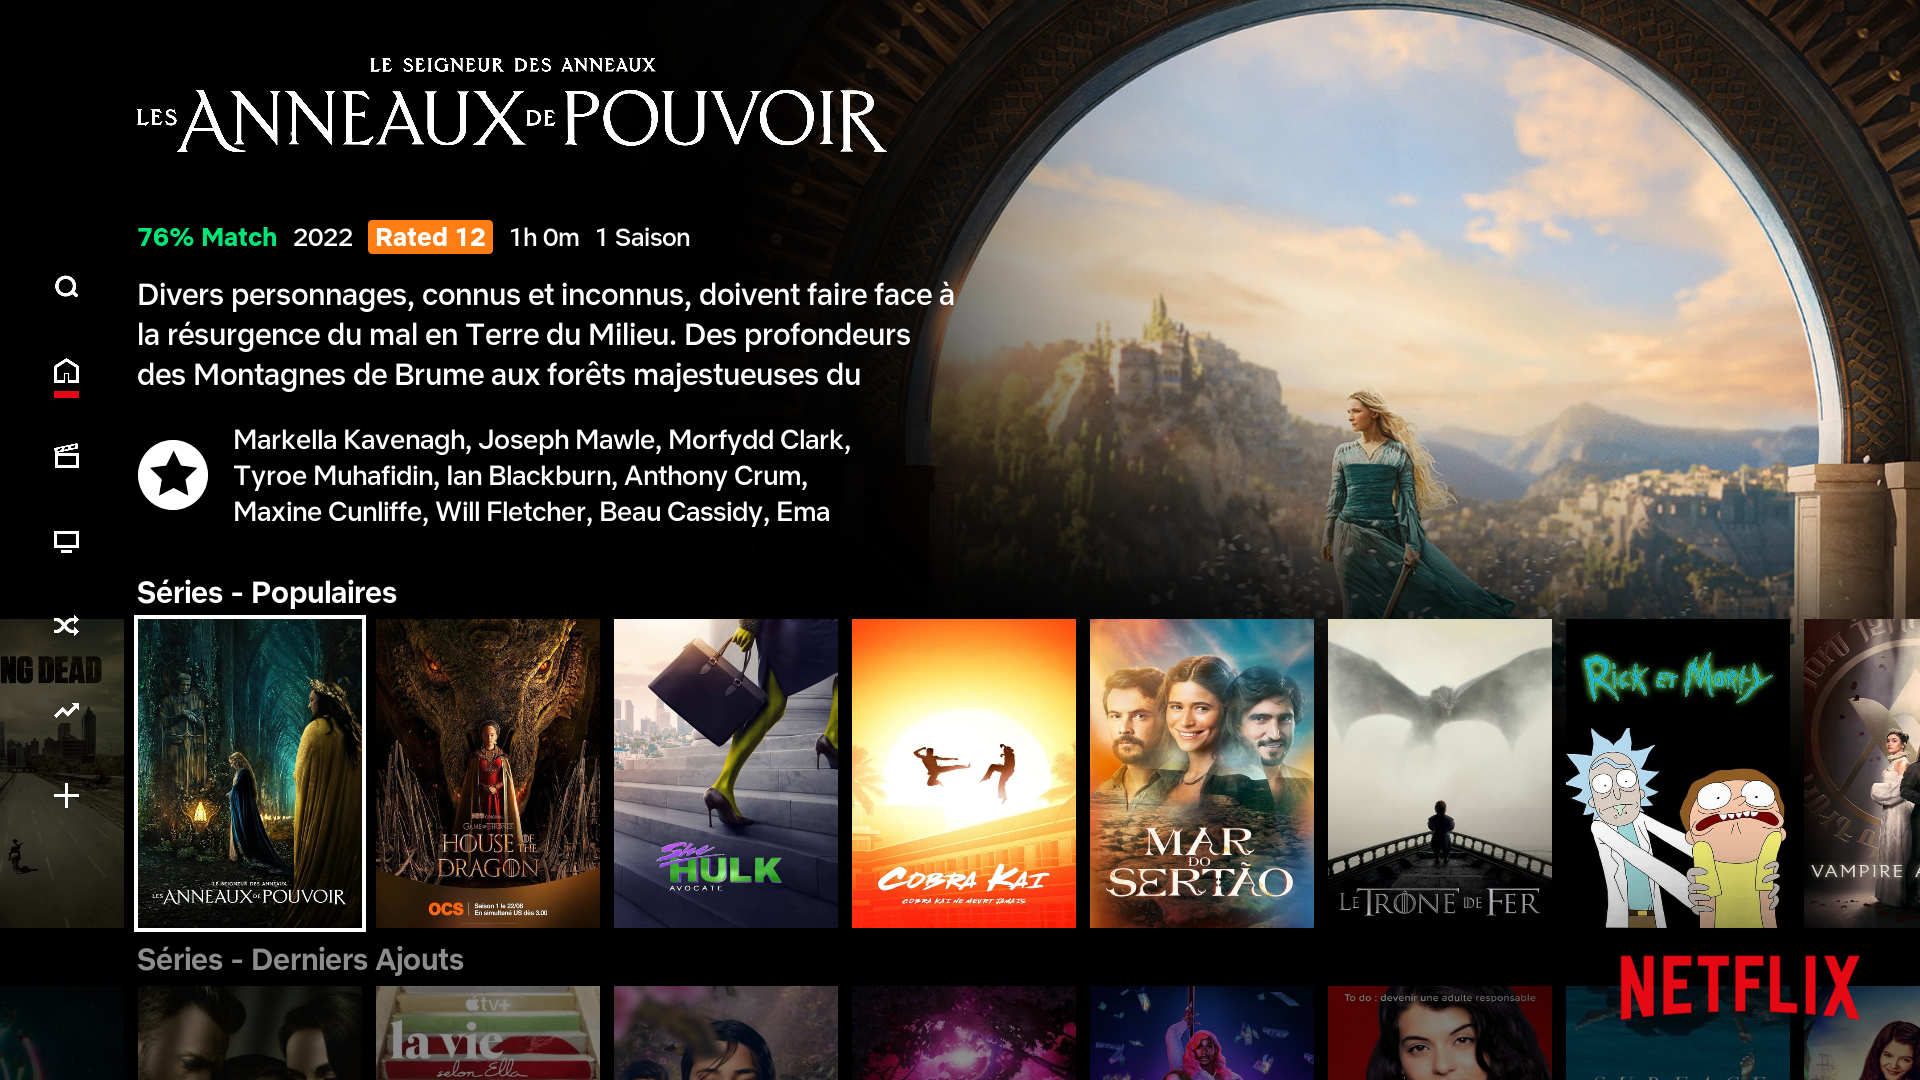 LE SEIGNEUR DES ANNEAUX
LES ANNEAUX DE POUVOIR
76% Match 2022 Rated 12 1h 0m 1 Saison
Divers personnages, connus et inconnus, doivent faire face à
la résurgence du mal en Terre du Milieu. Des profondeurs
des Montagnes de Brume aux forêts majestueuses du
Markella Kavenagh, Joseph Mawle, Morfydd Clark,
Tyroe Muhafidin, Ian Blackburn, Anthony Crum,
Maxine Cunliffe, Will Fletcher, Beau Cassidy, Ema
Séries - Populaires
NG DEAD
LE SEIGNEUR DES ANNEAUX
LES ANNEAUX DE POUVOIR
HBO ORIGINAL
GAME OF THRONES
HOUSE OF THE
DRAGON
OCS
Saison 1 le 22/08
En simultané US dès 3.00
She
HULK
AVOCATE
COBRA KAI
COBRA KAI NE MEURT JAMAIS
MAR
DO
SERTÃO
LE TRÔNE DE FER
Rick et Morty
VAMPIRE A
Séries - Derniers Ajouts
tv+
la vie
selon Ella
To do : devenir une adulte responsable
SURFACE
NETFLIX